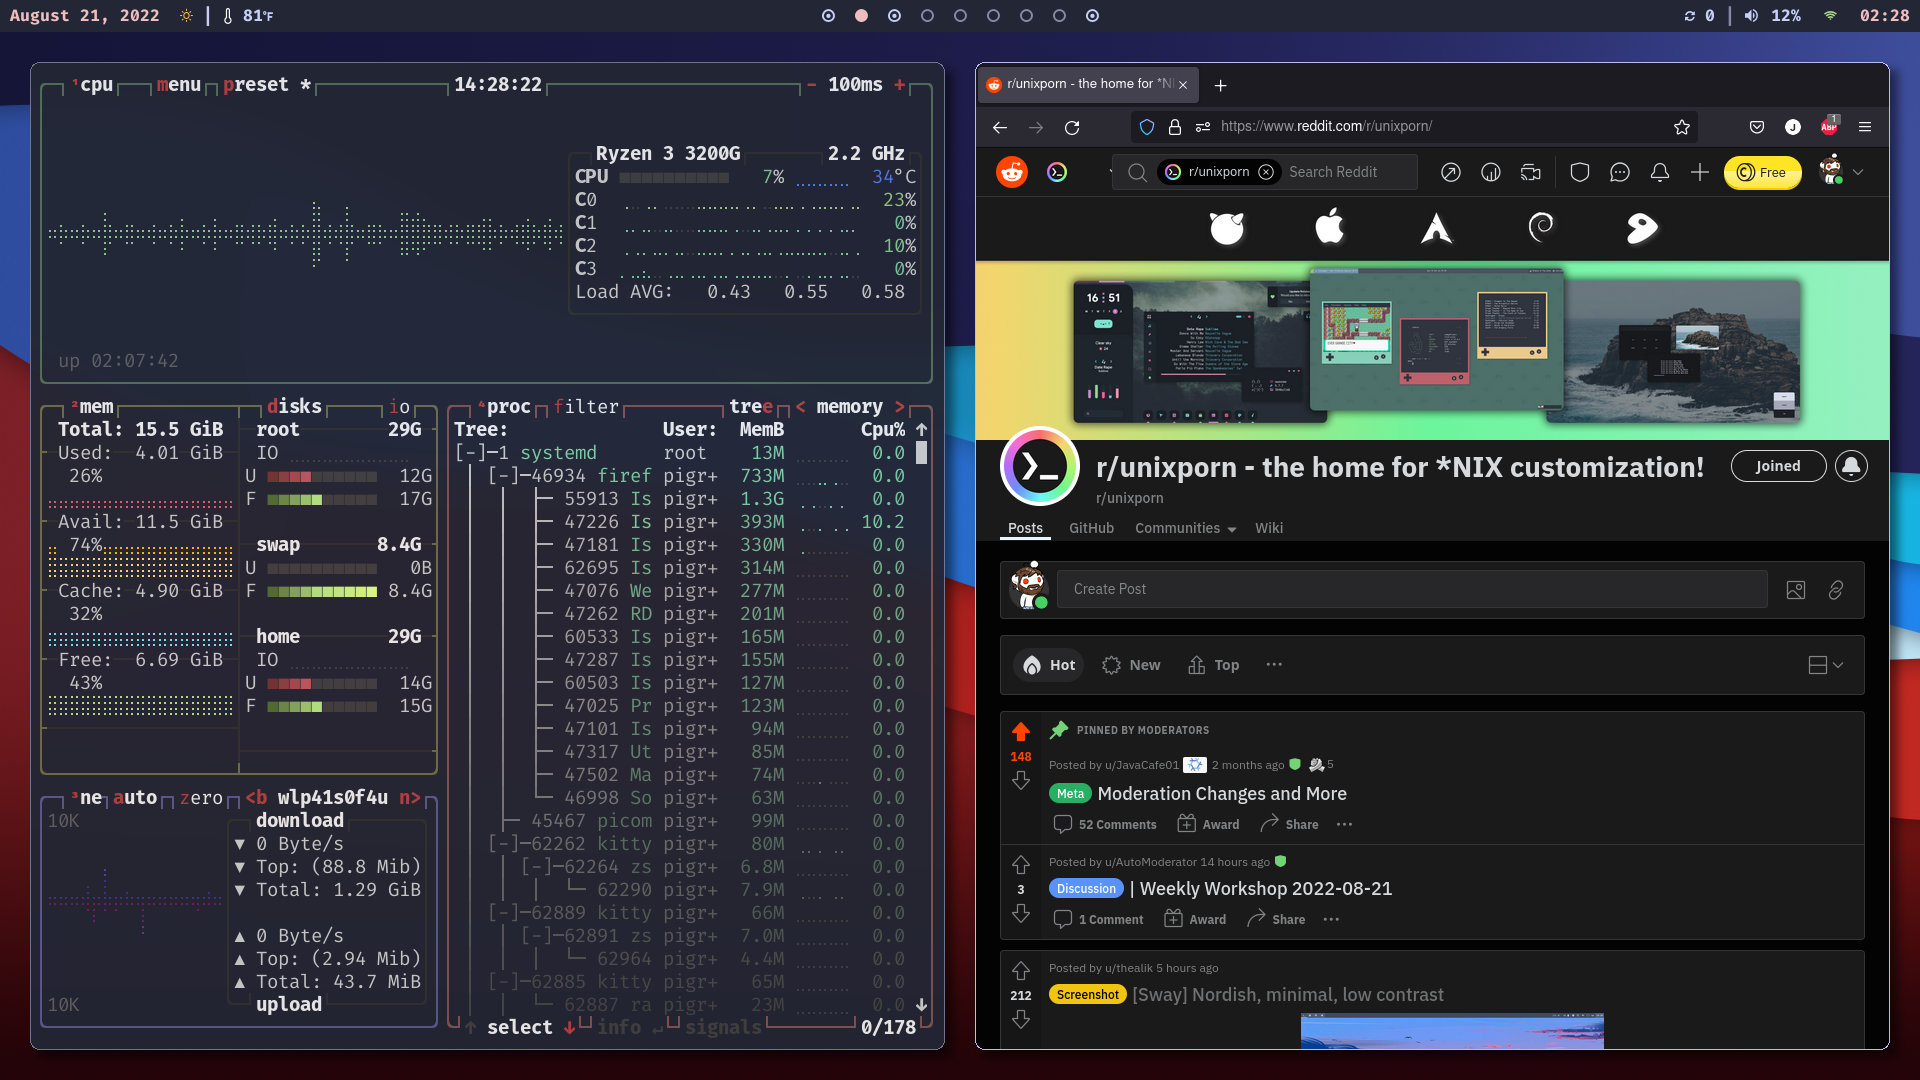 August 21, 2022 81°F 0 12% 02:28
¹cpu menu preset * 14:28:22 - 100ms +
Ryzen 3 3200G 2.2 GHz
CPU 7% 34°C
C0 23%
C1 0%
C2 10%
C3 0%
Load AVG: 0.43 0.55 0.58
up 02:07:42
²mem disks io
Total: 15.5 GiB root 29G
Used: 4.01 GiB IO
26% U 12G
F 17G
Avail: 11.5 GiB
74% swap 8.4G
U 0B
Cache: 4.90 GiB F 8.4G
32%
home 29G
Free: 6.69 GiB IO
43% U 14G
F 15G
³ne auto zero <b wlp41s0f4u n>
10K download
▼ 0 Byte/s
▼ Top: (88.8 Mib)
▼ Total: 1.29 GiB
▲ 0 Byte/s
▲ Top: (2.94 Mib)
▲ Total: 43.7 MiB
10K upload
⁴proc filter tree < memory >
Tree: User: MemB Cpu% ↑
[-]─1 systemd root 13M 0.0
[-]─46934 firef pigr+ 733M 0.0
55913 Is pigr+ 1.3G 0.0
47226 Is pigr+ 393M 10.2
47181 Is pigr+ 330M 0.0
62695 Is pigr+ 314M 0.0
47076 We pigr+ 277M 0.0
47262 RD pigr+ 201M 0.0
60533 Is pigr+ 165M 0.0
47287 Is pigr+ 155M 0.0
60503 Is pigr+ 127M 0.0
47025 Pr pigr+ 123M 0.0
47101 Is pigr+ 94M 0.0
47317 Ut pigr+ 85M 0.0
47502 Ma pigr+ 74M 0.0
46998 So pigr+ 63M 0.0
45467 picom pigr+ 99M 0.0
[-]─62262 kitty pigr+ 80M 0.0
[-]─62264 zs pigr+ 6.8M 0.0
62290 pigr+ 7.9M 0.0
[-]─62889 kitty pigr+ 66M 0.0
[-]─62891 zs pigr+ 7.0M 0.0
62964 pigr+ 4.4M 0.0
[-]─62885 kitty pigr+ 65M 0.0
62887 ra pigr+ 23M 0.0 ↓
↑ select ↓ info ↵ signals 0/178
r/unixporn - the home for *NI
https://www.reddit.com/r/unixporn/
J ABP 1
r/unixporn Search Reddit Free
16 : 51
r/unixporn - the home for *NIX customization! Joined
r/unixporn
Posts GitHub Communities Wiki
Create Post
Hot New Top ···
PINNED BY MODERATORS
148
Posted by u/JavaCafe01 2 months ago 5
Meta Moderation Changes and More
52 Comments Award Share ···
Posted by u/AutoModerator 14 hours ago
3
Discussion | Weekly Workshop 2022-08-21
1 Comment Award Share ···
Posted by u/thealik 5 hours ago
212
Screenshot [Sway] Nordish, minimal, low contrast